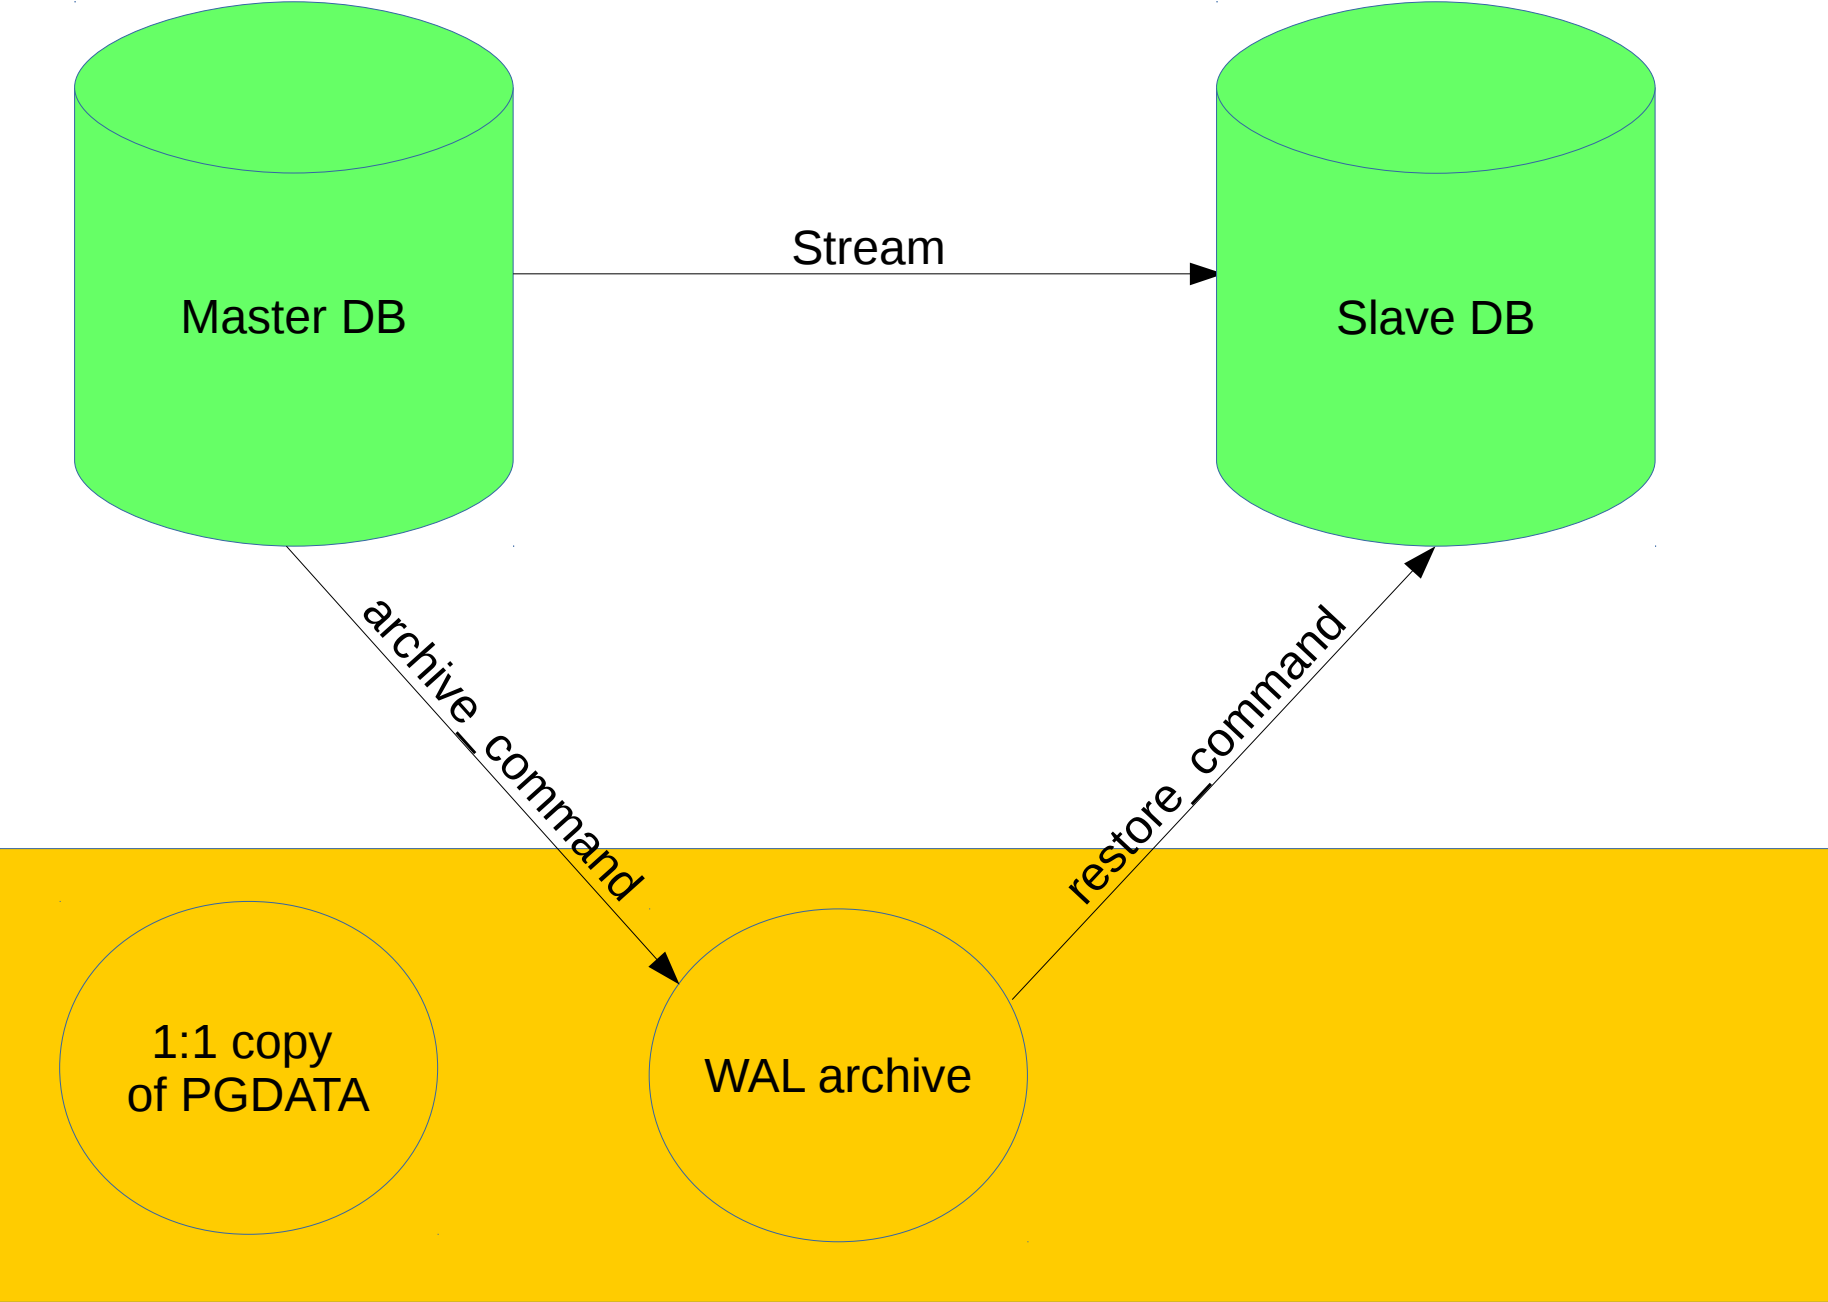 Stream
Master DB
Slave DB
archive_command
restore_command
1:1 copy
of PGDATA
WAL archive